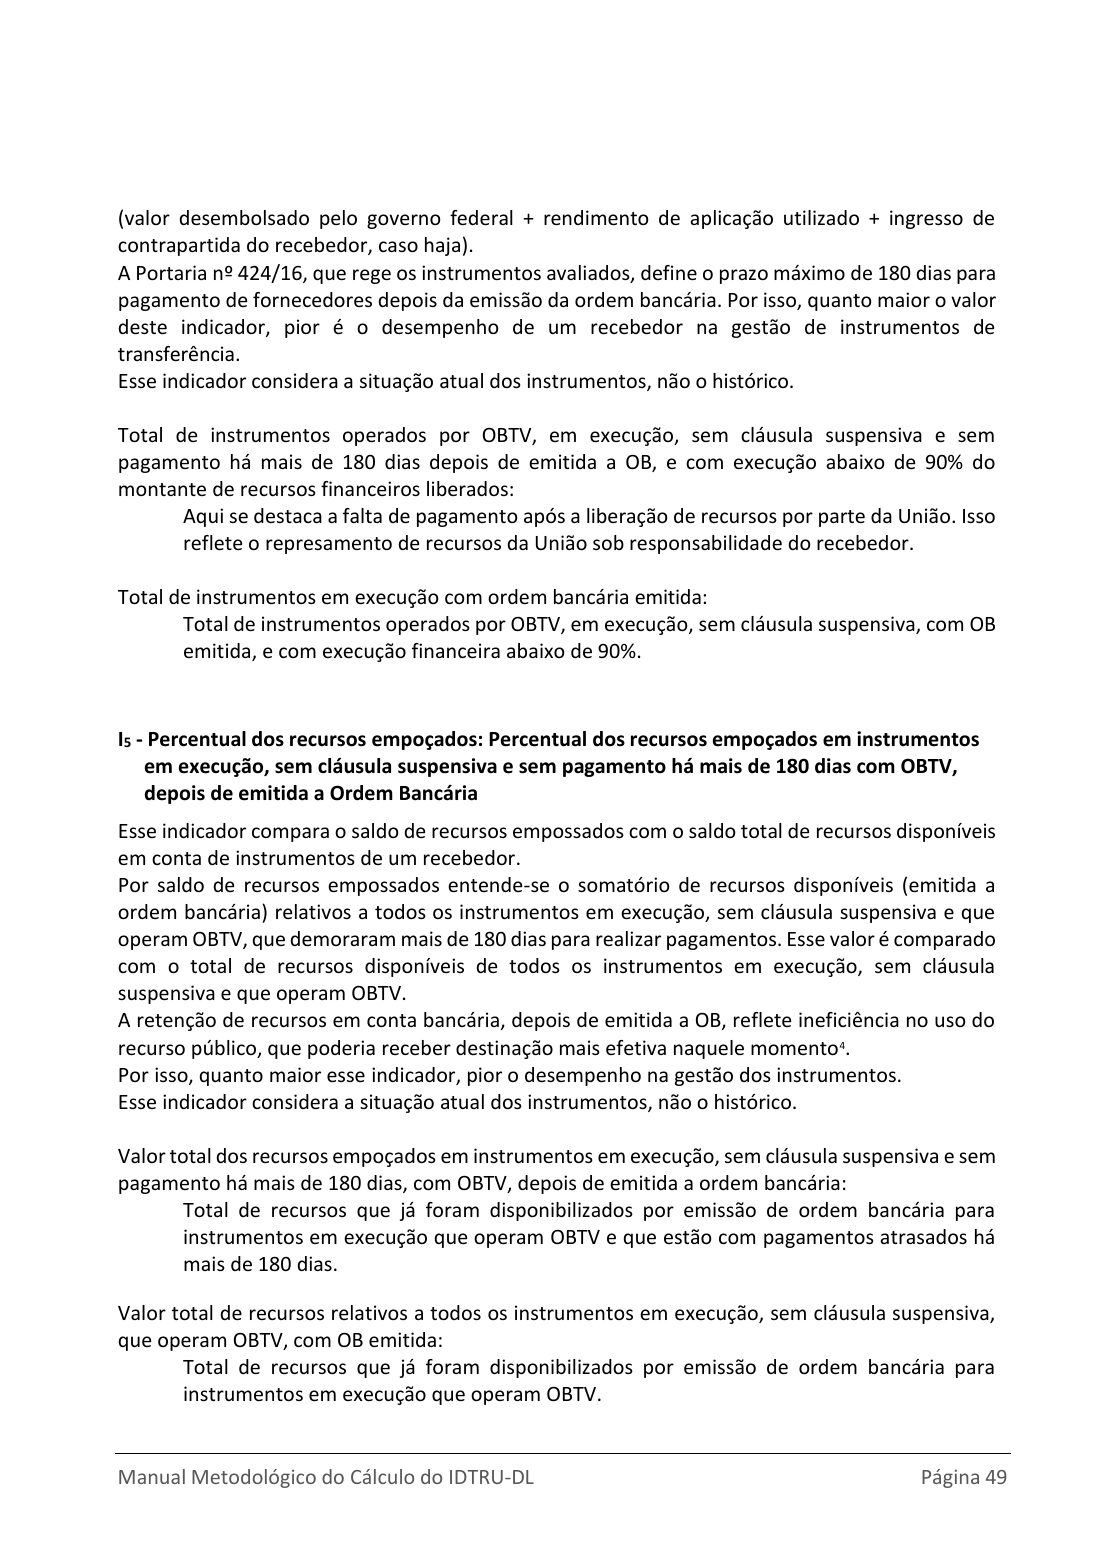 (valor desembolsado pelo governo federal + rendimento de aplicação utilizado + ingresso de
contrapartida do recebedor, caso haja).
A Portaria nº 424/16, que rege os instrumentos avaliados, define o prazo máximo de 180 dias para
pagamento de fornecedores depois da emissão da ordem bancária. Por isso, quanto maior o valor
deste indicador, pior é o desempenho de um recebedor na gestão de instrumentos de
transferência.
Esse indicador considera a situação atual dos instrumentos, não o histórico.
Total de instrumentos operados por OBTV, em execução, sem cláusula suspensiva e sem
pagamento há mais de 180 dias depois de emitida a OB, e com execução abaixo de 90% do
montante de recursos financeiros liberados:
Aqui se destaca a falta de pagamento após a liberação de recursos por parte da União. Isso
reflete o represamento de recursos da União sob responsabilidade do recebedor.
Total de instrumentos em execução com ordem bancária emitida:
Total de instrumentos operados por OBTV, em execução, sem cláusula suspensiva, com OB
emitida, e com execução financeira abaixo de 90%.
I5 - Percentual dos recursos empoçados: Percentual dos recursos empoçados em instrumentos
em execução, sem cláusula suspensiva e sem pagamento há mais de 180 dias com OBTV,
depois de emitida a Ordem Bancária
Esse indicador compara o saldo de recursos empossados com o saldo total de recursos disponíveis
em conta de instrumentos de um recebedor.
Por saldo de recursos empossados entende-se o somatório de recursos disponíveis (emitida a
ordem bancária) relativos a todos os instrumentos em execução, sem cláusula suspensiva e que
operam OBTV, que demoraram mais de 180 dias para realizar pagamentos. Esse valor é comparado
com o total de recursos disponíveis de todos os instrumentos em execução, sem cláusula
suspensiva e que operam OBTV.
A retenção de recursos em conta bancária, depois de emitida a OB, reflete ineficiência no uso do
recurso público, que poderia receber destinação mais efetiva naquele momento4.
Por isso, quanto maior esse indicador, pior o desempenho na gestão dos instrumentos.
Esse indicador considera a situação atual dos instrumentos, não o histórico.
Valor total dos recursos empoçados em instrumentos em execução, sem cláusula suspensiva e sem
pagamento há mais de 180 dias, com OBTV, depois de emitida a ordem bancária:
Total de recursos que já foram disponibilizados por emissão de ordem bancária para
instrumentos em execução que operam OBTV e que estão com pagamentos atrasados há
mais de 180 dias.
Valor total de recursos relativos a todos os instrumentos em execução, sem cláusula suspensiva,
que operam OBTV, com OB emitida:
Total de recursos que já foram disponibilizados por emissão de ordem bancária para
instrumentos em execução que operam OBTV.
Manual Metodológico do Cálculo do IDTRU-DL Página 49